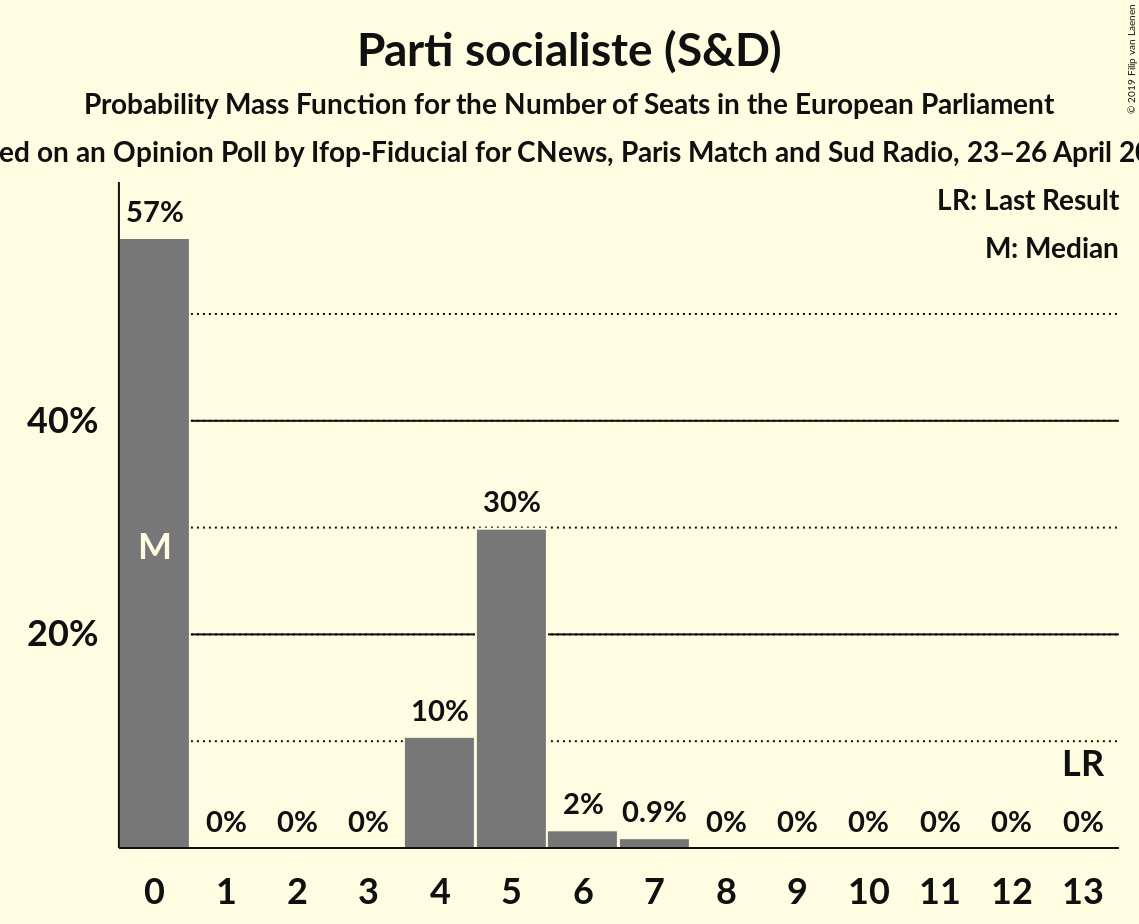 Parti socialiste (S&D)
Probability Mass Function for the Number of Seats in the European Parliament
on an Opinion Poll by Ifop-Fiducial for CNews, Paris Match and Sud Radio, 23–26 April
© 2019 Filip van Laenen
LR: Last Result
M: Median
57%
40%
30%
M
20%
10%
LR
2%
0.9%
0% 0% 0% 0% 0% 0% 0% 0% 0%
0 1 2 3 4 5 6 7 8 9 10 11 12 13